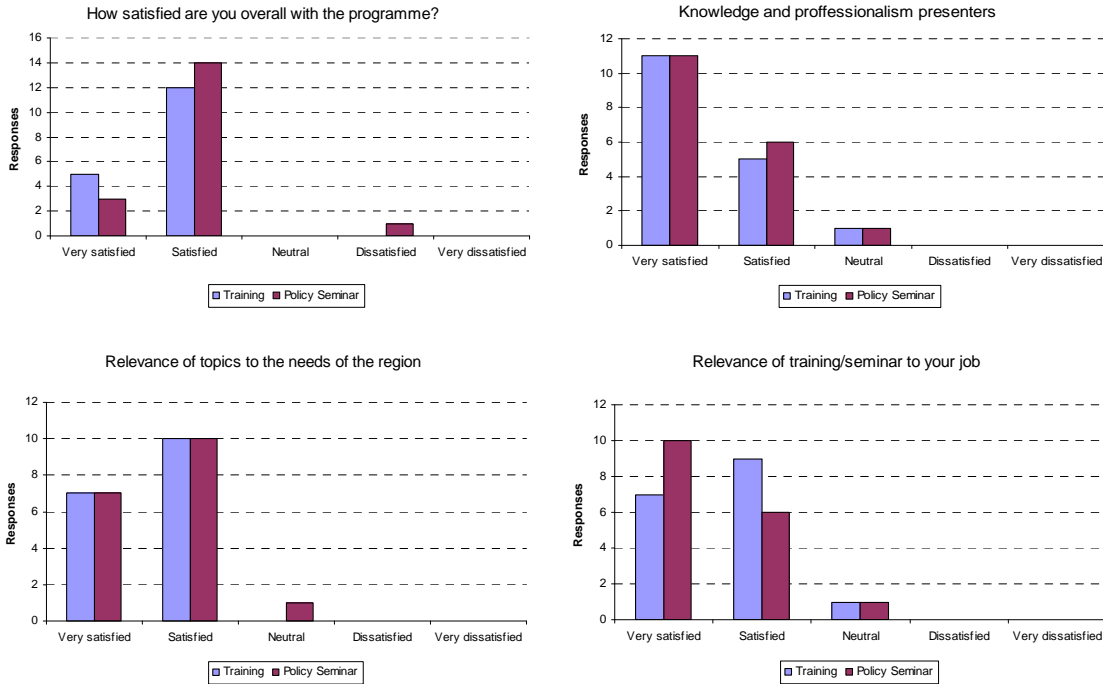 How satisfied are you overall with the programme?
16
14
12
10
8
6
4
2
0
Responses
Very satisfied Satisfied Neutral Dissatisfied Very dissatisfied
Training Policy Seminar
Knowledge and proffessionalism presenters
12
10
8
6
4
2
0
Responses
Very satisfied Satisfied Neutral Dissatisfied Very dissatisfied
Training Policy Seminar
Relevance of topics to the needs of the region
12
10
8
6
4
2
0
Responses
Very satisfied Satisfied Neutral Dissatisfied Very dissatisfied
Training Policy Seminar
Relevance of training/seminar to your job
12
10
8
6
4
2
0
Responses
Very satisfied Satisfied Neutral Dissatisfied Very dissatisfied
Training Policy Seminar